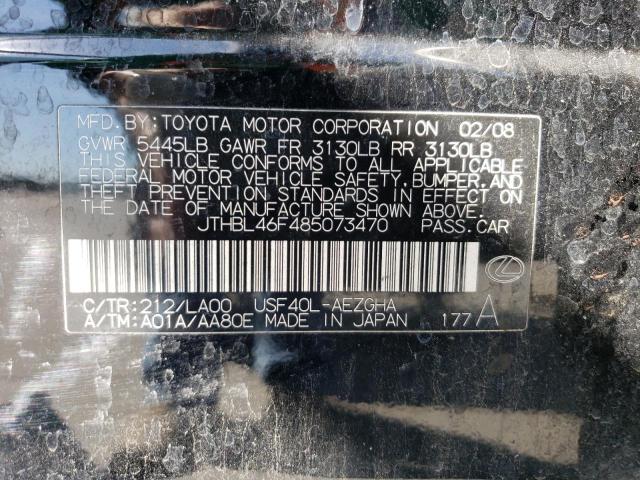 MFD. BY: TOYOTA MOTOR CORPORATION 02/08
GVWR 5445LB GAWR FR 3130LB RR 3130LB
THIS VEHICLE CONFORMS TO ALL APPLICABLE
FEDERAL MOTOR VEHICLE SAFETY, BUMPER, AND
THEFT PREVENTION STANDARDS IN EFFECT ON
THE DATE OF MANUFACTURE SHOWN ABOVE.
JTHBL46F485073470 PASS. CAR
C/TR: 212/LA00 USF40L-AEZGHA
A/TM: A01A/AA80E MADE IN JAPAN 177 A